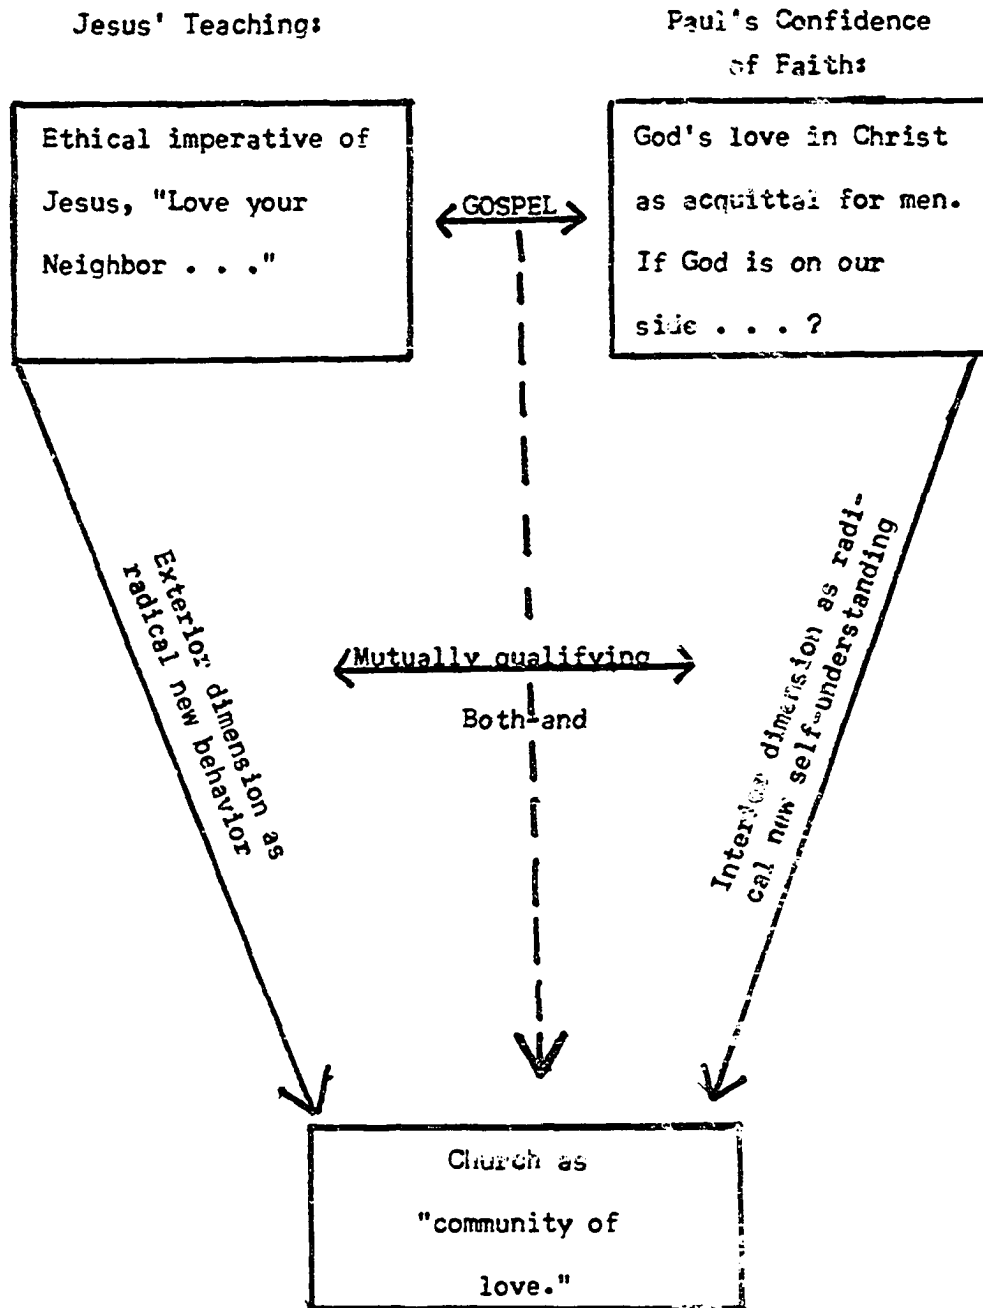 Jesus' Teaching:
Paul's Confidence
of Faith:
Ethical imperative of
Jesus, "Love your
Neighbor . . ."
GOSPEL
God's love in Christ
as acquittal for men.
If God is on our
side . . . ?
Exterior dimension as
radical new behavior
Mutually qualifying
Both-and
Interior dimension as radi-
cal new self-understanding
Church as
"community of
love."